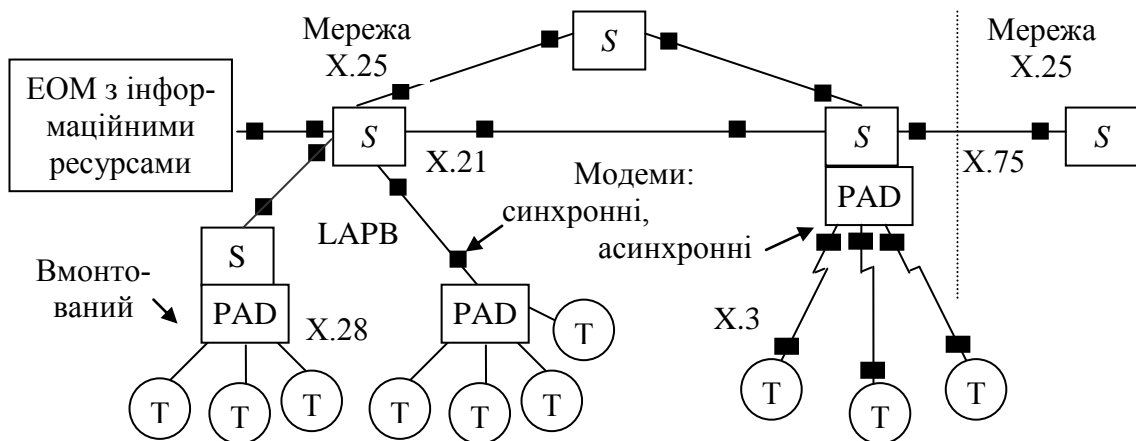 Мережа
X.25
S
Мережа
X.25
ЕОМ з інфор-
маційними
ресурсами
S
S
S
X.21
X.75
Модеми:
синхронні,
асинхронні
PAD
LAPB
S
Вмонто-
ваний
PAD
X.28
PAD
T
X.3
T
T
T
T
T
T
T
T
T